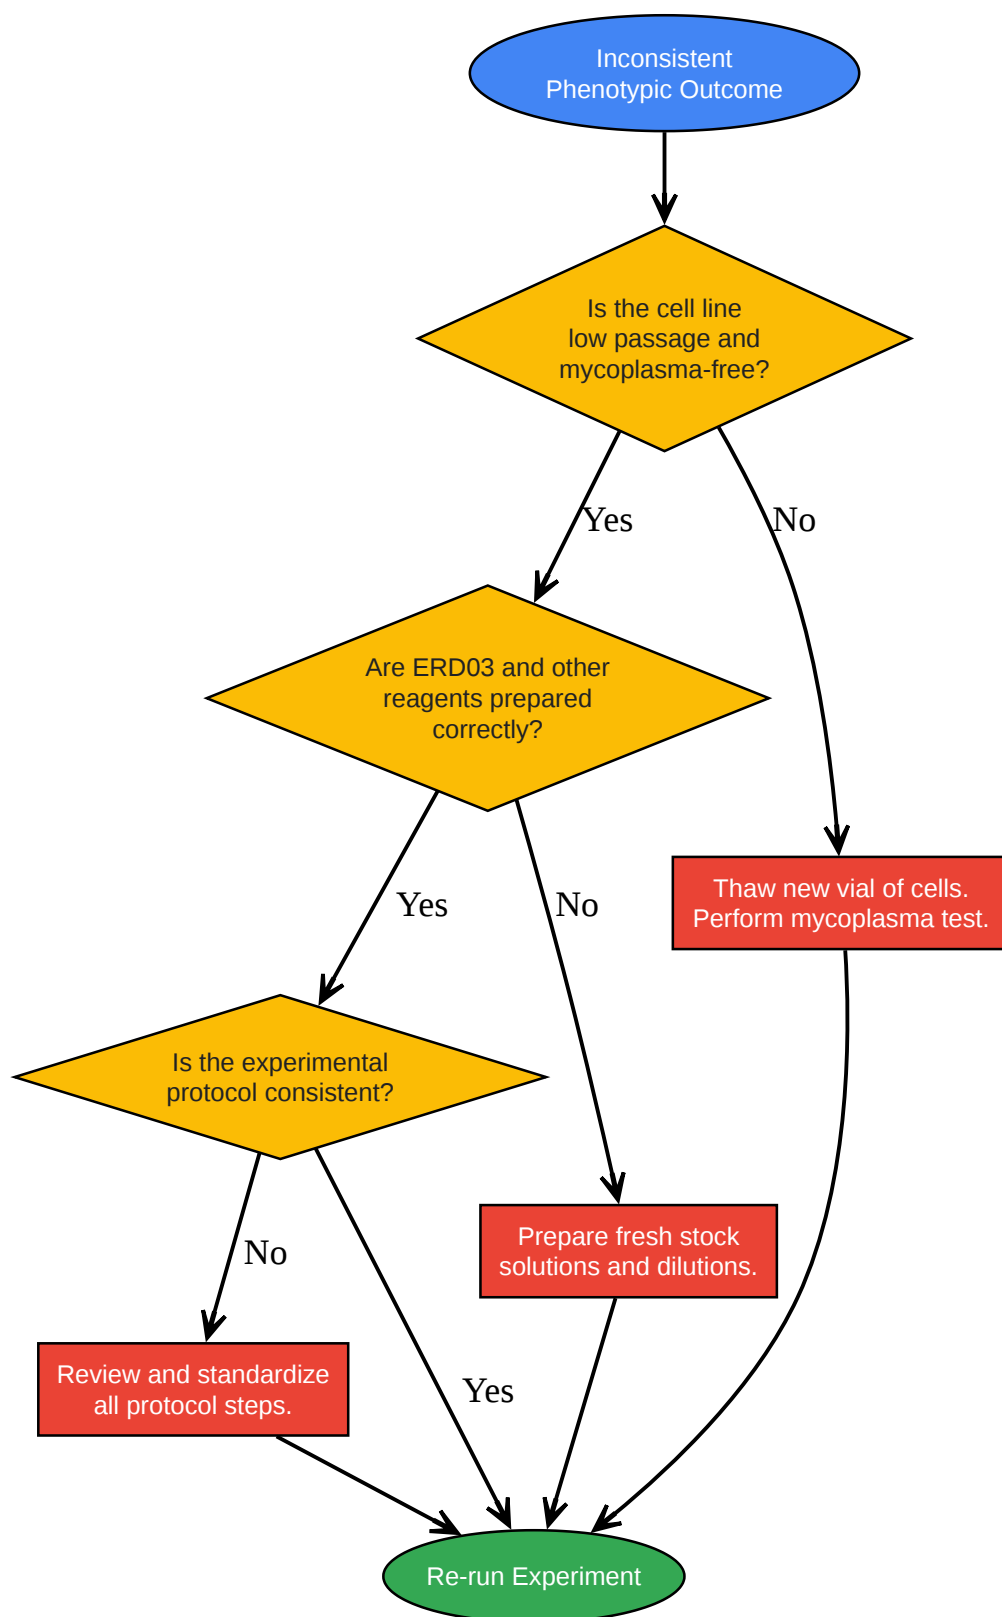 Inconsistent
Phenotypic Outcome
Is the cell line
low passage and
mycoplasma-free?
Yes
No
Are ERD03 and other
reagents prepared
correctly?
Yes
No
Thaw new vial of cells.
Perform mycoplasma test.
Is the experimental
protocol consistent?
No
Yes
Prepare fresh stock
solutions and dilutions.
Review and standardize
all protocol steps.
Re-run Experiment